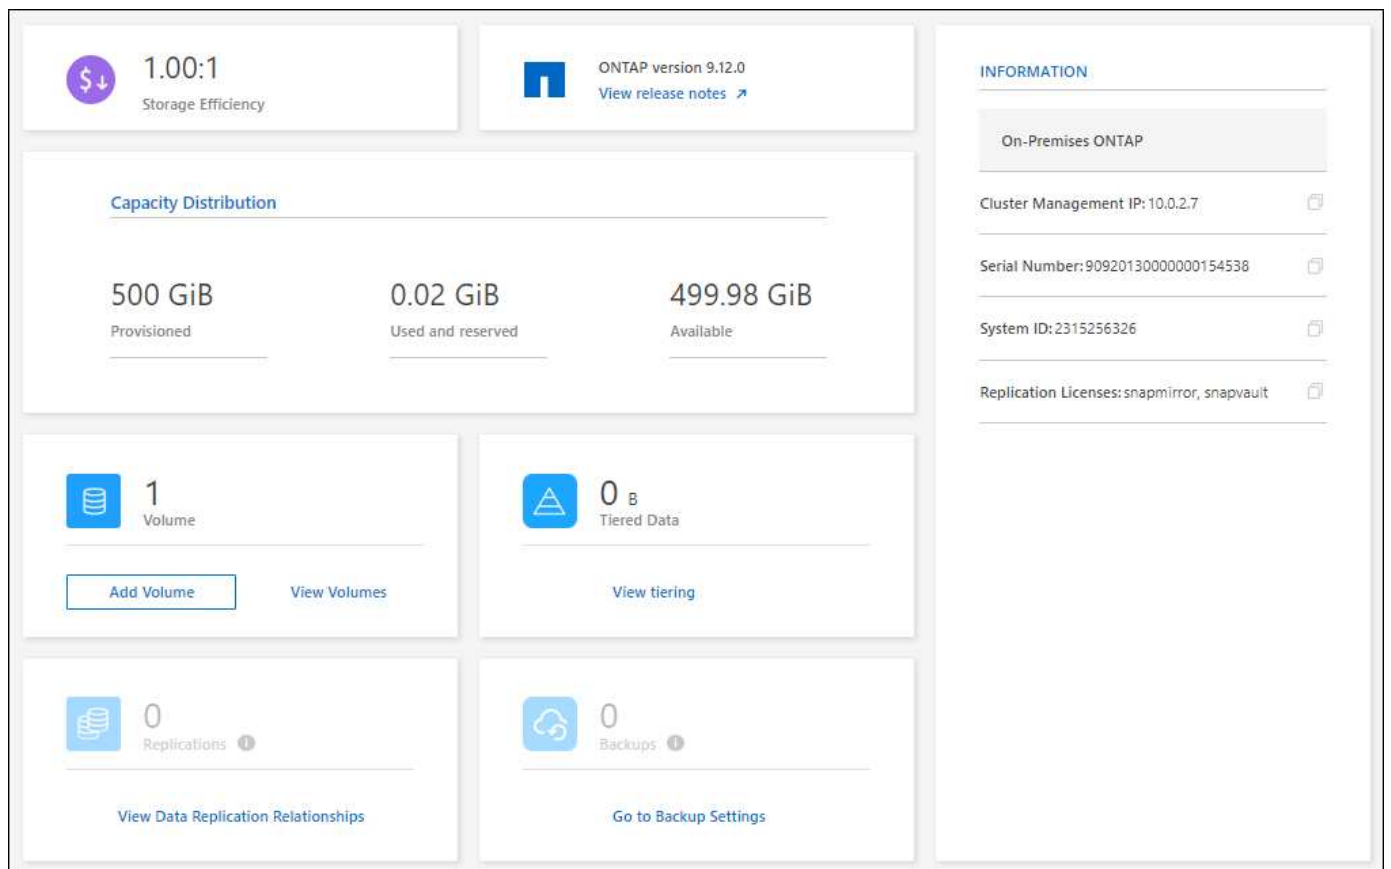 1.00:1
Storage Efficiency
ONTAP version 9.12.0
View release notes
Capacity Distribution
500 GiB
Provisioned
0.02 GiB
Used and reserved
499.98 GiB
Available
1
Volume
Add Volume
View Volumes
0 B
Tiered Data
View tiering
0
Replications
View Data Replication Relationships
0
Backups
Go to Backup Settings
INFORMATION
On-Premises ONTAP
Cluster Management IP: 10.0.2.7
Serial Number: 90920130000000154538
System ID: 2315256326
Replication Licenses: snapmirror, snapvault